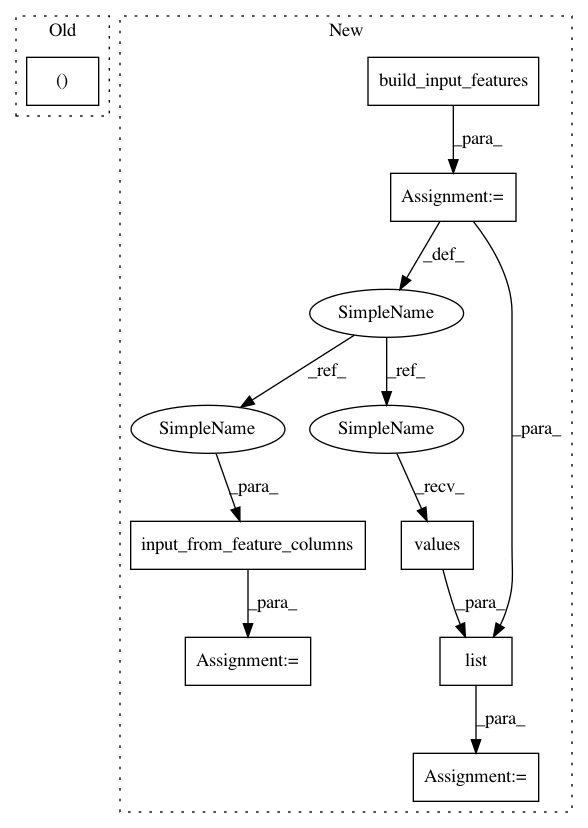 Old
New
()
build_input_features
_para_
Assignment:=
_def_
SimpleName
_ref_
_ref_
SimpleName
SimpleName
_para_
_para_
_recv_
input_from_feature_columns
values
_para_
_para_
Assignment:=
list
_para_
Assignment:=